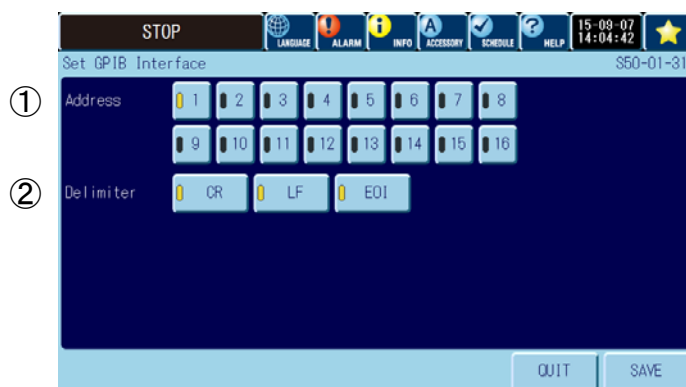 STOP
LANGUAGE
ALARM
INFO
ACCESSORY
SCHEDULE
HELP
15-09-07
14:04:42
Set GPIB Interface
S50-01-31
① Address 1 2 3 4 5 6 7 8
9 10 11 12 13 14 15 16
② Delimiter CR LF EOI
QUIT SAVE